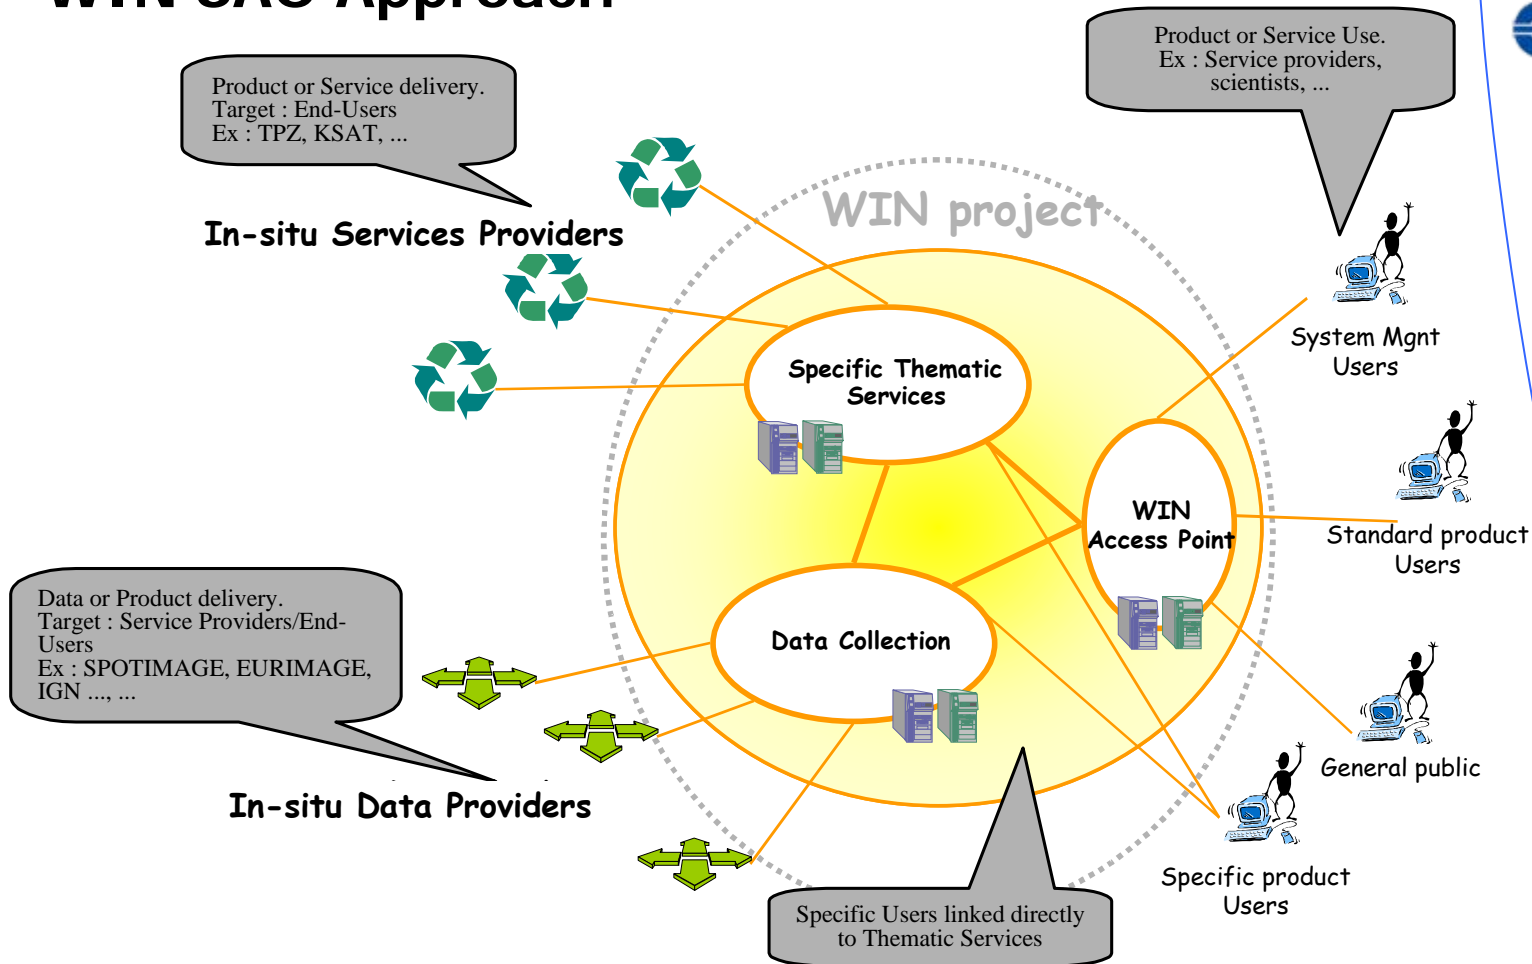 WIN SAG Approach
Product or Service delivery.
Target : End-Users
Ex : TPZ, KSAT, ...
Product or Service Use.
Ex : Service providers,
scientists, ...
WIN project
In-situ Services Providers
Specific Thematic
Services
System Mgnt
Users
WIN
Access Point
Standard product
Users
Data or Product delivery.
Target : Service Providers/End-
Users
Ex : SPOTIMAGE, EURIMAGE,
IGN ..., ...
Data Collection
General public
In-situ Data Providers
Specific product
Users
Specific Users linked directly
to Thematic Services